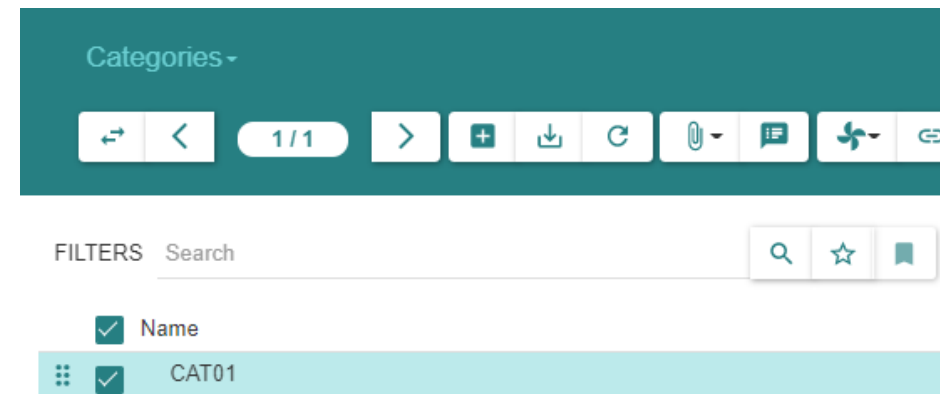 Categories
1 / 1
FILTERS Search
Name
CAT01